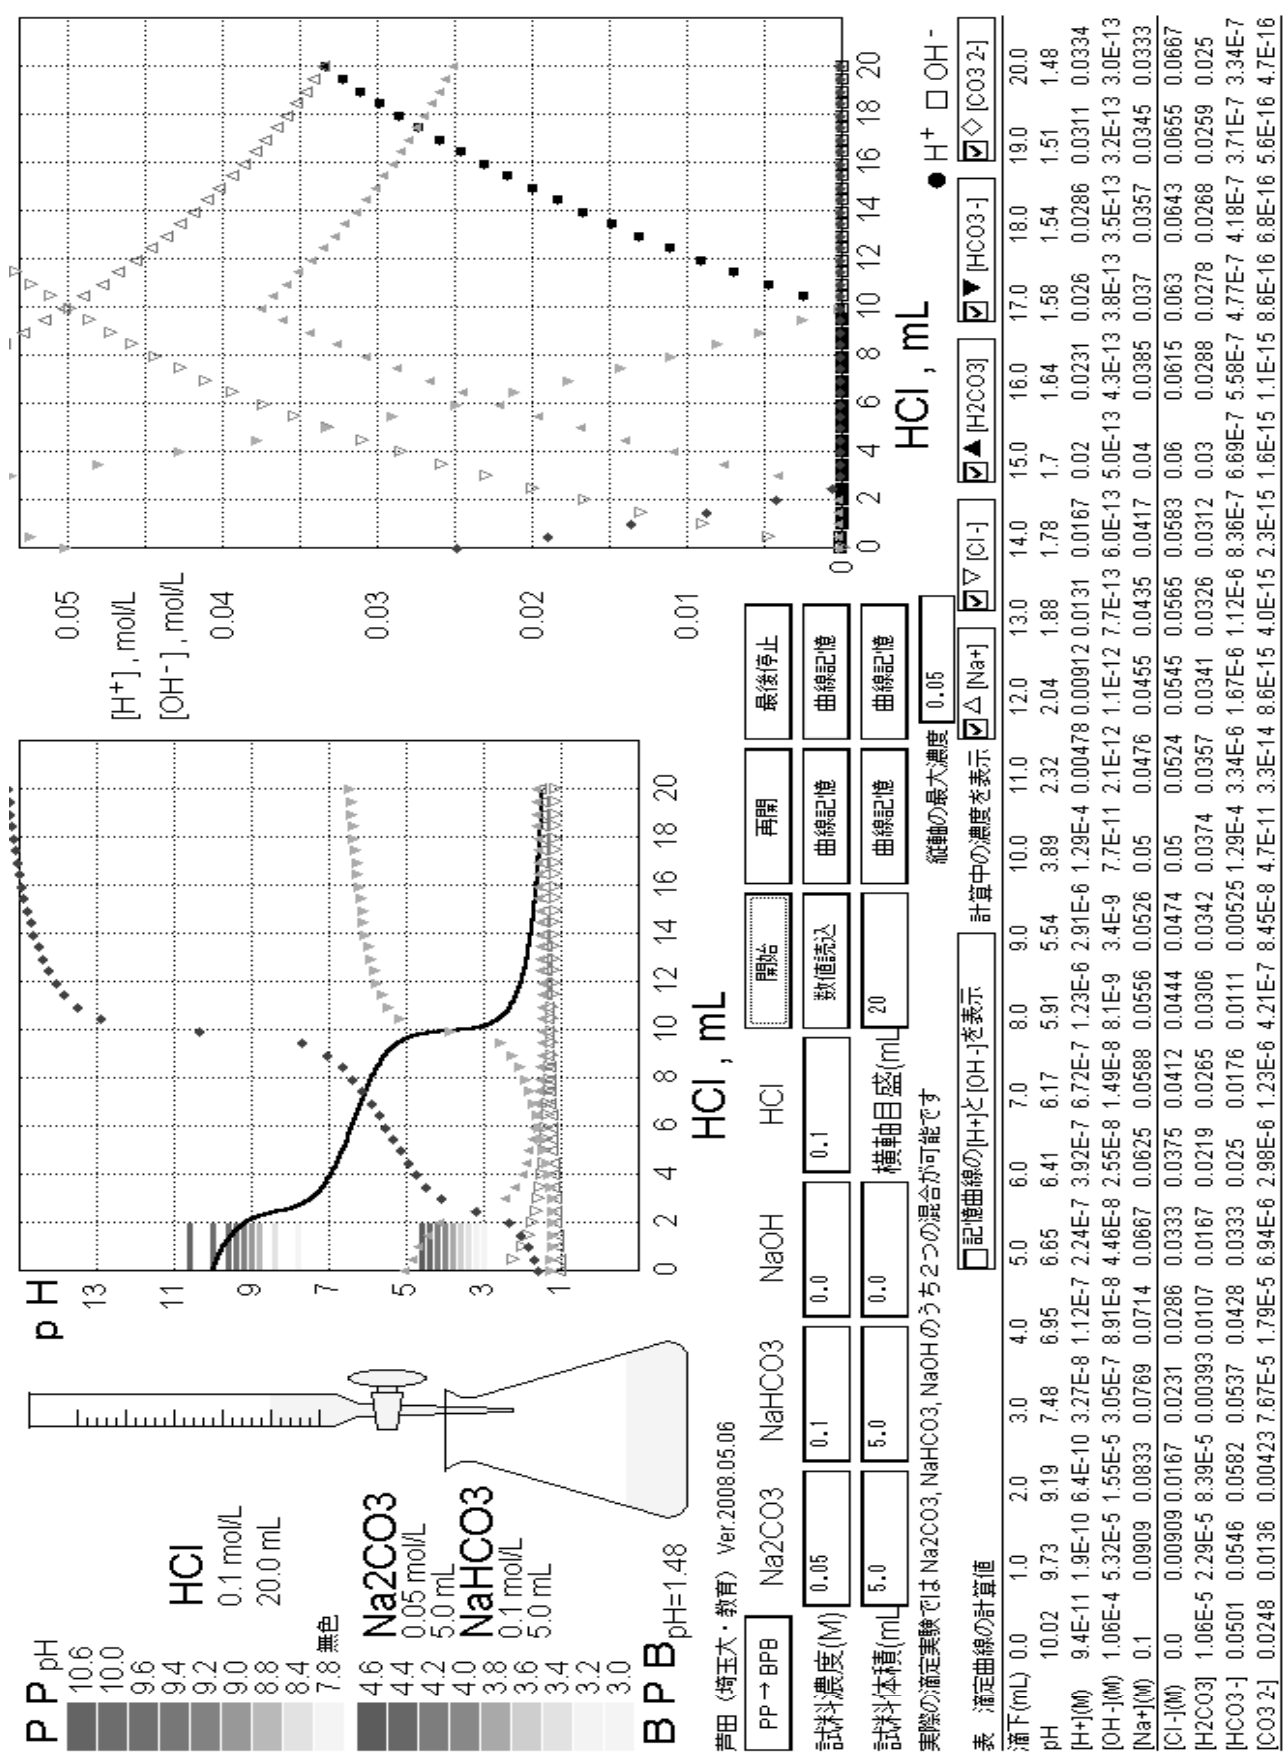 P P pH
10.6
10.0
9.6
9.4
9.2
9.0
8.8
8.4
7.8 無色
HCl
0.1 mol/L
20.0 mL
4.6
4.4
4.2
4.0
3.8
3.6
3.4
3.2
3.0
Na2CO3
0.05 mol/L
5.0 mL
NaHCO3
0.1 mol/L
5.0 mL
B P B pH=1.48
p H
13
11
9
7
5
3
1
0 2 4 6 8 10 12 14 16 18 20
HCl , mL
[H+] , mol/L
[OH-] , mol/L
0.05
0.04
0.03
0.02
0.01
0
0 2 4 6 8 10 12 14 16 18 20
HCl , mL
● H+ □ OH-
芦田 (埼玉大・教育) Ver.2008.05.06
PP→BPB Na2CO3 NaHCO3 NaOH HCl 開始 再開 最後停止
試料濃度(M) 0.05 0.1 0.0 0.1 数値読込 曲線記憶 曲線記憶
試料体積(mL 5.0 5.0 0.0 横軸目盛(mL 20 曲線記憶 曲線記憶
実際の滴定実験では Na2CO3, NaHCO3, NaOH のうち2つの混合が可能です 縦軸の最大濃度 0.05
表 滴定曲線の計算値 記憶曲線の[H+]と[OH-]を表示 計算中の濃度を表示 △ [Na+] ▽ [Cl-] ▲ [H2CO3] ▼ [HCO3-] ◇ [CO3 2-]
滴下(mL) 0.0 1.0 2.0 3.0 4.0 5.0 6.0 7.0 8.0 9.0 10.0 11.0 12.0 13.0 14.0 15.0 16.0 17.0 18.0 19.0 20.0
pH 10.02 9.73 9.19 7.48 6.95 6.65 6.41 6.17 5.91 5.54 3.89 2.32 2.04 1.88 1.78 1.7 1.64 1.58 1.54 1.51 1.48
[H+](M) 9.4E-11 1.9E-10 6.4E-10 3.27E-8 1.12E-7 2.24E-7 3.92E-7 6.72E-7 1.23E-6 2.91E-6 1.29E-4 0.00478 0.00912 0.0131 0.0167 0.02 0.0231 0.026 0.0286 0.0311 0.0334
[OH-](M) 1.06E-4 5.32E-5 1.55E-5 3.05E-7 8.91E-8 4.46E-8 2.55E-8 1.49E-8 8.1E-9 3.4E-9 7.7E-11 2.1E-12 1.1E-12 7.7E-13 6.0E-13 5.0E-13 4.3E-13 3.8E-13 3.5E-13 3.2E-13 3.0E-13
[Na+](M) 0.1 0.0909 0.0833 0.0769 0.0714 0.0667 0.0625 0.0588 0.0556 0.0526 0.05 0.0476 0.0455 0.0435 0.0417 0.04 0.0385 0.037 0.0357 0.0345 0.0333
[Cl-](M) 0.0 0.00909 0.0167 0.0231 0.0286 0.0333 0.0375 0.0412 0.0444 0.0474 0.05 0.0524 0.0545 0.0565 0.0583 0.06 0.0615 0.063 0.0643 0.0655 0.0667
[H2CO3] 1.06E-5 2.29E-5 8.39E-5 0.00393 0.0107 0.0167 0.0219 0.0265 0.0306 0.0342 0.0374 0.0357 0.0341 0.0326 0.0312 0.03 0.0288 0.0278 0.0268 0.0259 0.025
[HCO3-] 0.0501 0.0546 0.0582 0.0537 0.0428 0.0333 0.025 0.0176 0.0111 0.00525 1.29E-4 3.34E-6 1.67E-6 1.12E-6 8.36E-7 6.69E-7 5.58E-7 4.77E-7 4.18E-7 3.71E-7 3.34E-7
[CO3 2-] 0.0248 0.0136 0.00423 7.67E-5 1.79E-5 6.94E-6 2.98E-6 1.23E-6 4.21E-7 8.45E-8 4.7E-11 3.3E-14 8.6E-15 4.0E-15 2.3E-15 1.6E-15 1.1E-15 8.6E-16 6.8E-16 5.6E-16 4.7E-16